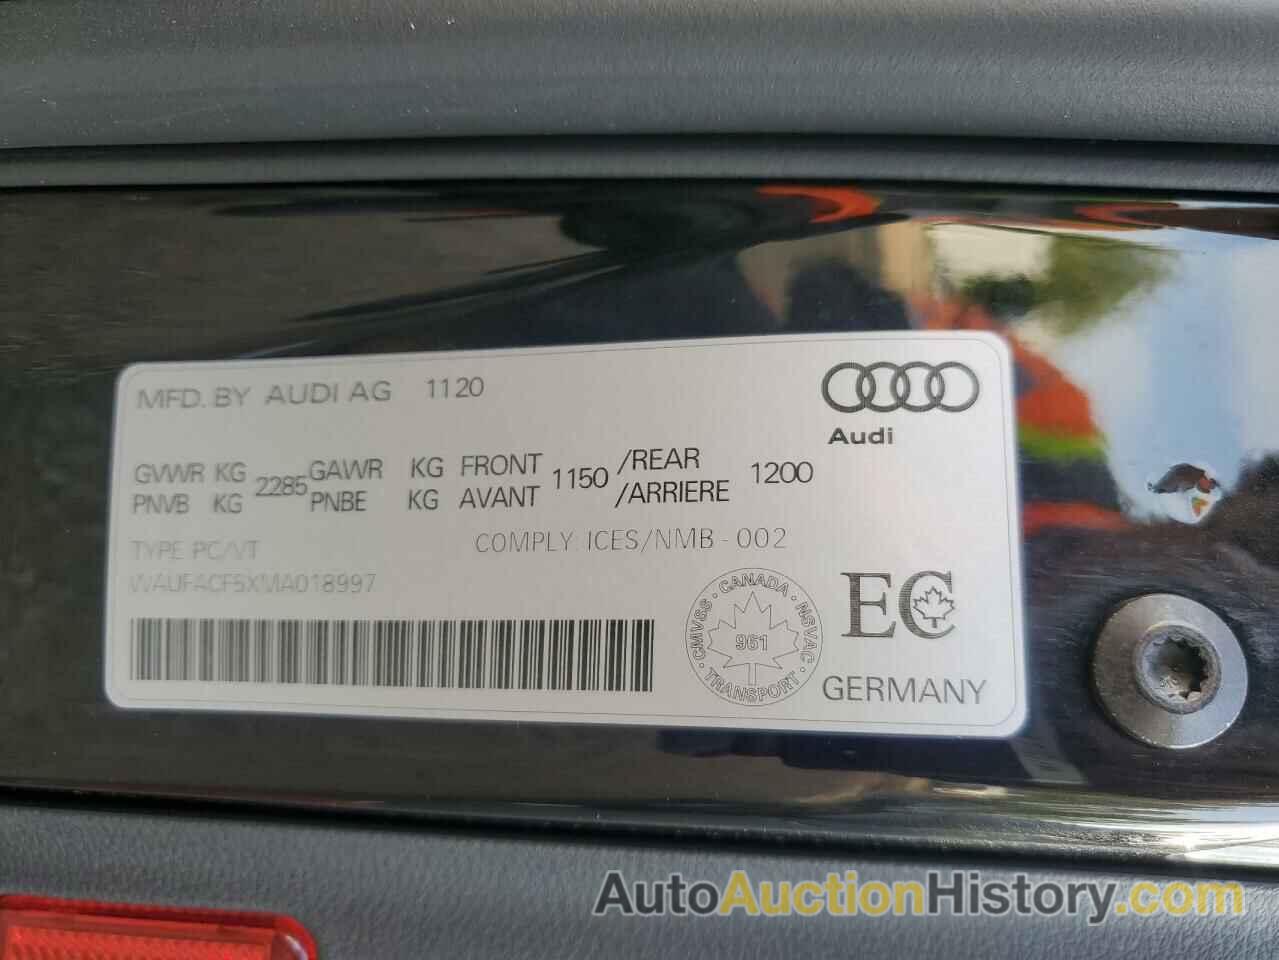 MFD. BY AUDI AG 1120
Audi
GVWR KG 2285 GAWR KG FRONT 1150 /REAR 1200
PNVB KG PNBE KG AVANT /ARRIERE
TYPE PC/VT COMPLY: ICES/NMB - 002
WAUFACF5XMA018997
CANADA · NSVAC · TRANSPORT · CMVSS ·
961
EC
GERMANY
AutoAuctionHistory.com